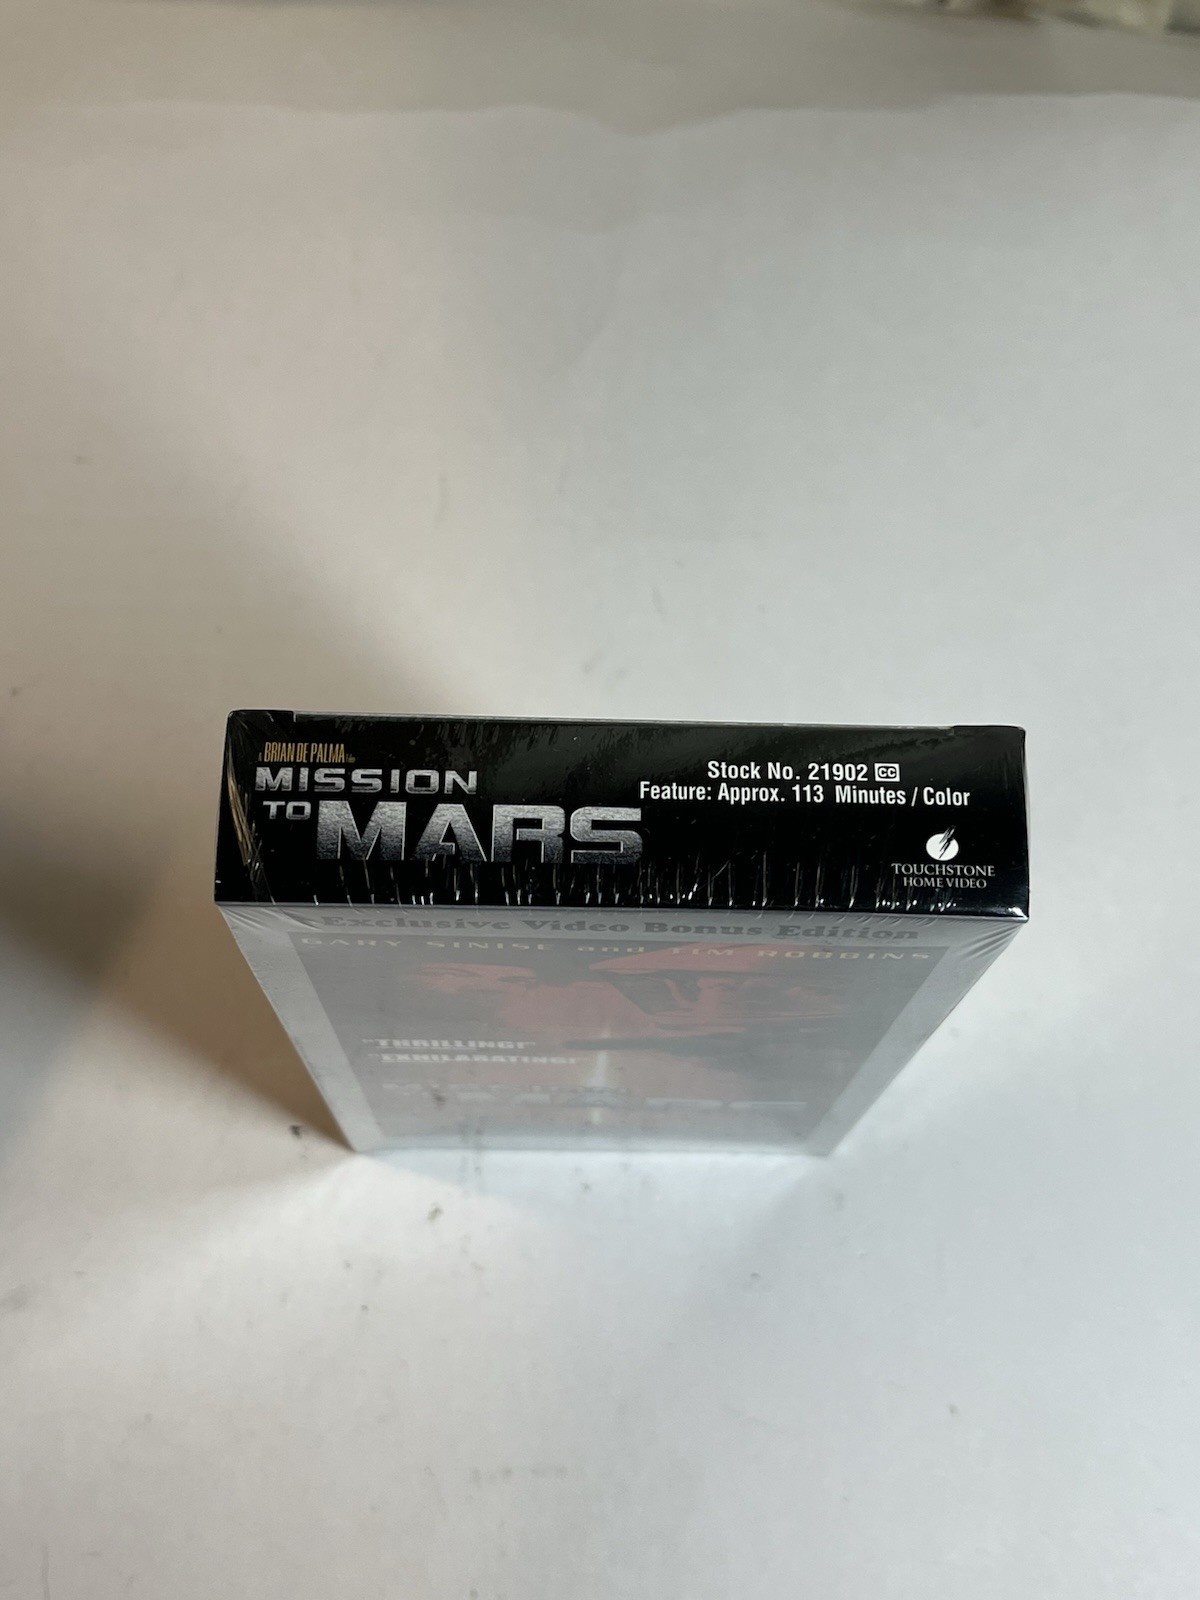 A BRIAN DE PALMA Film
MISSION
TO MARS
Stock No. 21902 CC
Feature: Approx. 113 Minutes / Color
TOUCHSTONE
HOME VIDEO
Exclusive Video Bonus Edition
GARY SINISE and TIM ROBBINS
"THRILLING!"
"EXHILARATING!"